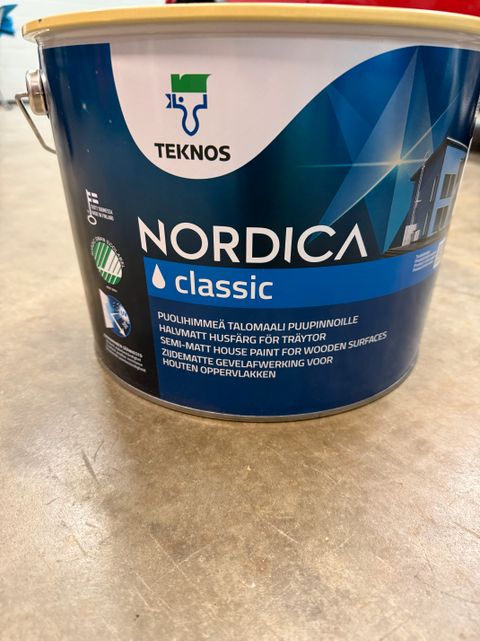 TEKNOS
NORDICA
classic
PUOLIHIMMEÄ TALOMAALI PUUPINNOILLE
HALVMATT HUSFÄRG FÖR TRÄYTOR
SEMI-MATT HOUSE PAINT FOR WOODEN SURFACES
ZIJDEMATTE GEVELAFWERKING VOOR
HOUTEN OPPERVLAKKEN